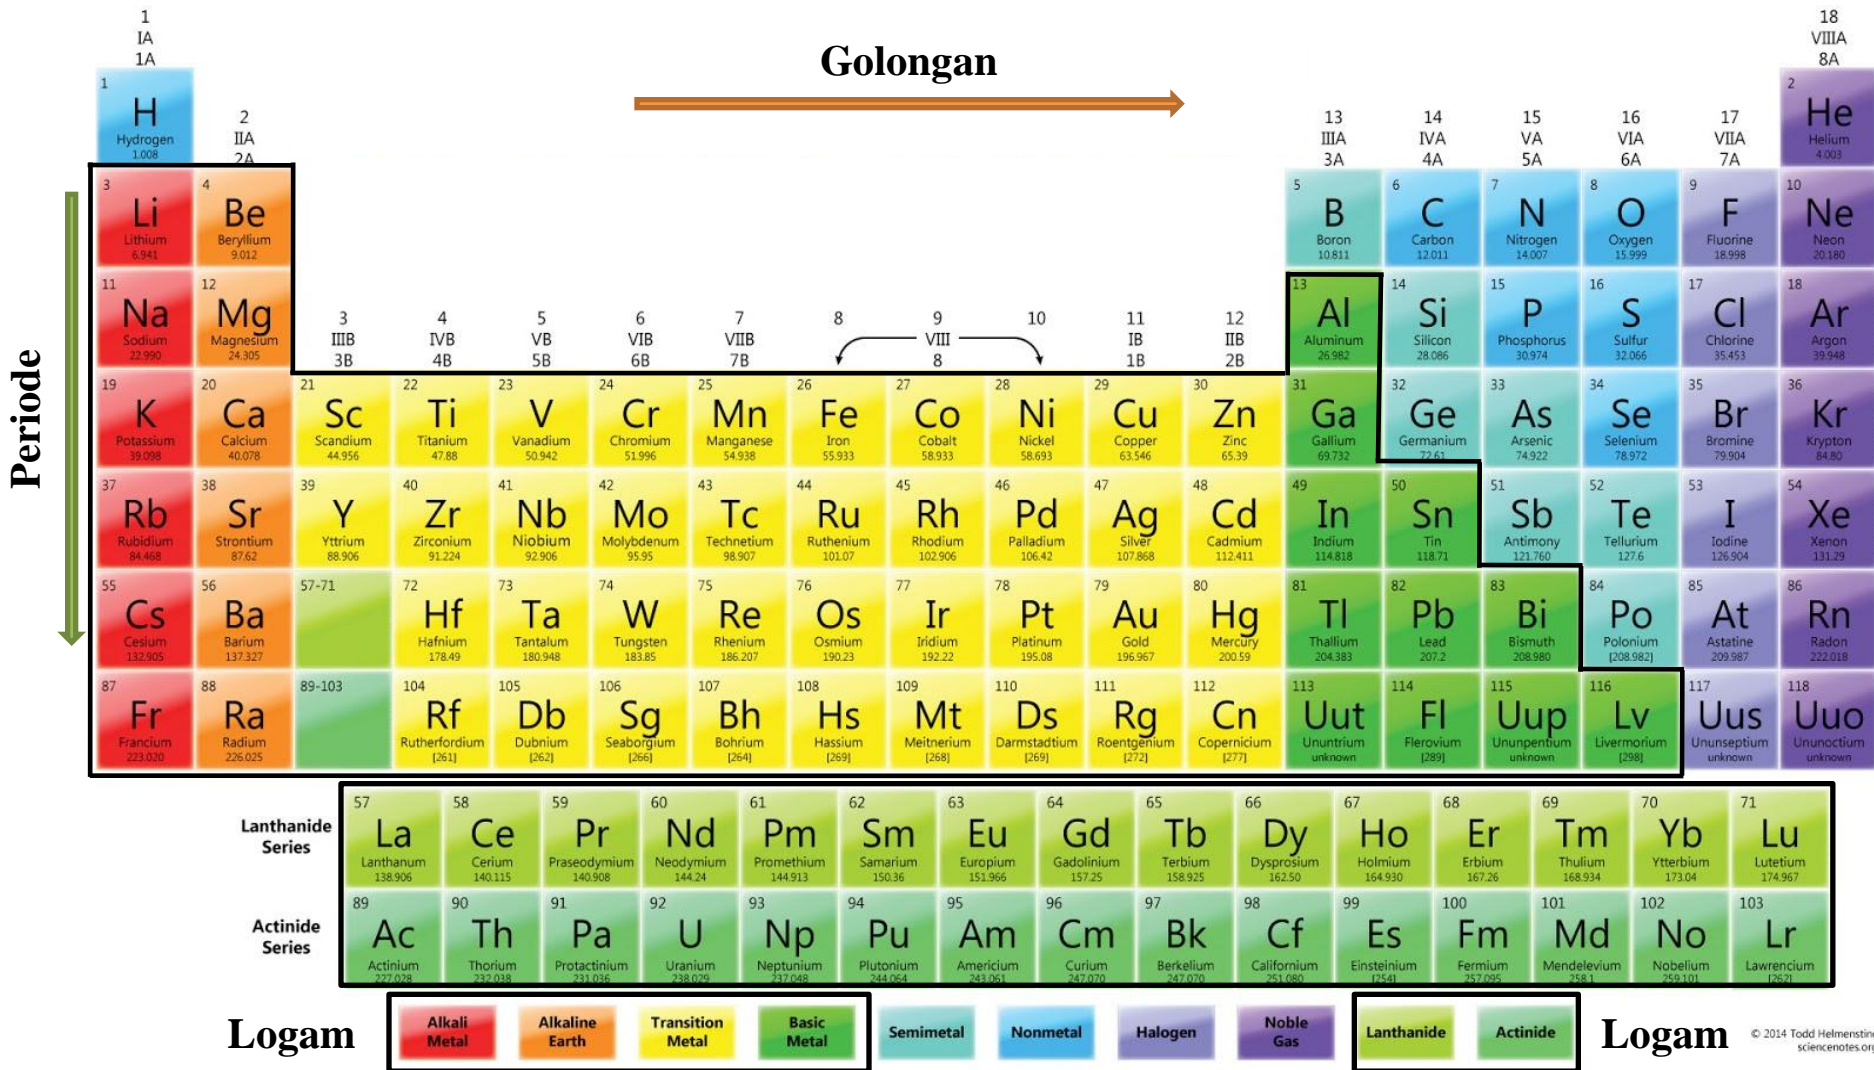 1
IA
1A
Golongan
18
VIIIA
8A
1
H
Hydrogen
1.008
2
IIA
2A
13
IIIA
3A
14
IVA
4A
15
VA
5A
16
VIA
6A
17
VIIA
7A
2
He
Helium
4.003
Periode
3
Li
Lithium
6.941
4
Be
Beryllium
9.012
5
B
Boron
10.811
6
C
Carbon
12.011
7
N
Nitrogen
14.007
8
O
Oxygen
15.999
9
F
Fluorine
18.998
10
Ne
Neon
20.180
11
Na
Sodium
22.990
12
Mg
Magnesium
24.305
3
IIIB
3B
4
IVB
4B
5
VB
5B
6
VIB
6B
7
VIIB
7B
8
9
VIII
8
10
11
IB
1B
12
IIB
2B
13
Al
Aluminum
26.982
14
Si
Silicon
28.086
15
P
Phosphorus
30.974
16
S
Sulfur
32.066
17
Cl
Chlorine
35.453
18
Ar
Argon
39.948
19
K
Potassium
39.098
20
Ca
Calcium
40.078
21
Sc
Scandium
44.956
22
Ti
Titanium
47.88
23
V
Vanadium
50.942
24
Cr
Chromium
51.996
25
Mn
Manganese
54.938
26
Fe
Iron
55.933
27
Co
Cobalt
58.933
28
Ni
Nickel
58.693
29
Cu
Copper
63.546
30
Zn
Zinc
65.39
31
Ga
Gallium
69.732
32
Ge
Germanium
72.61
33
As
Arsenic
74.922
34
Se
Selenium
78.972
35
Br
Bromine
79.904
36
Kr
Krypton
84.80
37
Rb
Rubidium
84.468
38
Sr
Strontium
87.62
39
Y
Yttrium
88.906
40
Zr
Zirconium
91.224
41
Nb
Niobium
92.906
42
Mo
Molybdenum
95.95
43
Tc
Technetium
98.907
44
Ru
Ruthenium
101.07
45
Rh
Rhodium
102.906
46
Pd
Palladium
106.42
47
Ag
Silver
107.868
48
Cd
Cadmium
112.411
49
In
Indium
114.818
50
Sn
Tin
118.71
51
Sb
Antimony
121.760
52
Te
Tellurium
127.6
53
I
Iodine
126.904
54
Xe
Xenon
131.29
55
Cs
Cesium
132.905
56
Ba
Barium
137.327
57-71
72
Hf
Hafnium
178.49
73
Ta
Tantalum
180.948
74
W
Tungsten
183.85
75
Re
Rhenium
186.207
76
Os
Osmium
190.23
77
Ir
Iridium
192.22
78
Pt
Platinum
195.08
79
Au
Gold
196.967
80
Hg
Mercury
200.59
81
Tl
Thallium
204.383
82
Pb
Lead
207.2
83
Bi
Bismuth
208.980
84
Po
Polonium
[208.982]
85
At
Astatine
209.987
86
Rn
Radon
222.018
87
Fr
Francium
223.020
88
Ra
Radium
226.025
89-103
104
Rf
Rutherfordium
[261]
105
Db
Dubnium
[262]
106
Sg
Seaborgium
[266]
107
Bh
Bohrium
[264]
108
Hs
Hassium
[269]
109
Mt
Meitnerium
[268]
110
Ds
Darmstadtium
[269]
111
Rg
Roentgenium
[272]
112
Cn
Copernicium
[277]
113
Uut
Ununtrium
unknown
114
Fl
Flerovium
[289]
115
Uup
Ununpentium
unknown
116
Lv
Livermorium
[298]
117
Uus
Ununseptium
unknown
118
Uuo
Ununoctium
unknown
Lanthanide
Series
57
La
Lanthanum
138.906
58
Ce
Cerium
140.115
59
Pr
Praseodymium
140.908
60
Nd
Neodymium
144.24
61
Pm
Promethium
144.913
62
Sm
Samarium
150.36
63
Eu
Europium
151.966
64
Gd
Gadolinium
157.25
65
Tb
Terbium
158.925
66
Dy
Dysprosium
162.50
67
Ho
Holmium
164.930
68
Er
Erbium
167.26
69
Tm
Thulium
168.934
70
Yb
Ytterbium
173.04
71
Lu
Lutetium
174.967
Actinide
Series
89
Ac
Actinium
227.028
90
Th
Thorium
232.038
91
Pa
Protactinium
231.036
92
U
Uranium
238.029
93
Np
Neptunium
237.048
94
Pu
Plutonium
244.064
95
Am
Americium
243.061
96
Cm
Curium
247.070
97
Bk
Berkelium
247.070
98
Cf
Californium
251.080
99
Es
Einsteinium
[254]
100
Fm
Fermium
257.095
101
Md
Mendelevium
258.1
102
No
Nobelium
259.101
103
Lr
Lawrencium
[262]
Logam
Alkali
Metal
Alkaline
Earth
Transition
Metal
Basic
Metal
Semimetal
Nonmetal
Halogen
Noble
Gas
Lanthanide
Actinide
Logam
© 2014 Todd Helmenstine
sciencenotes.org